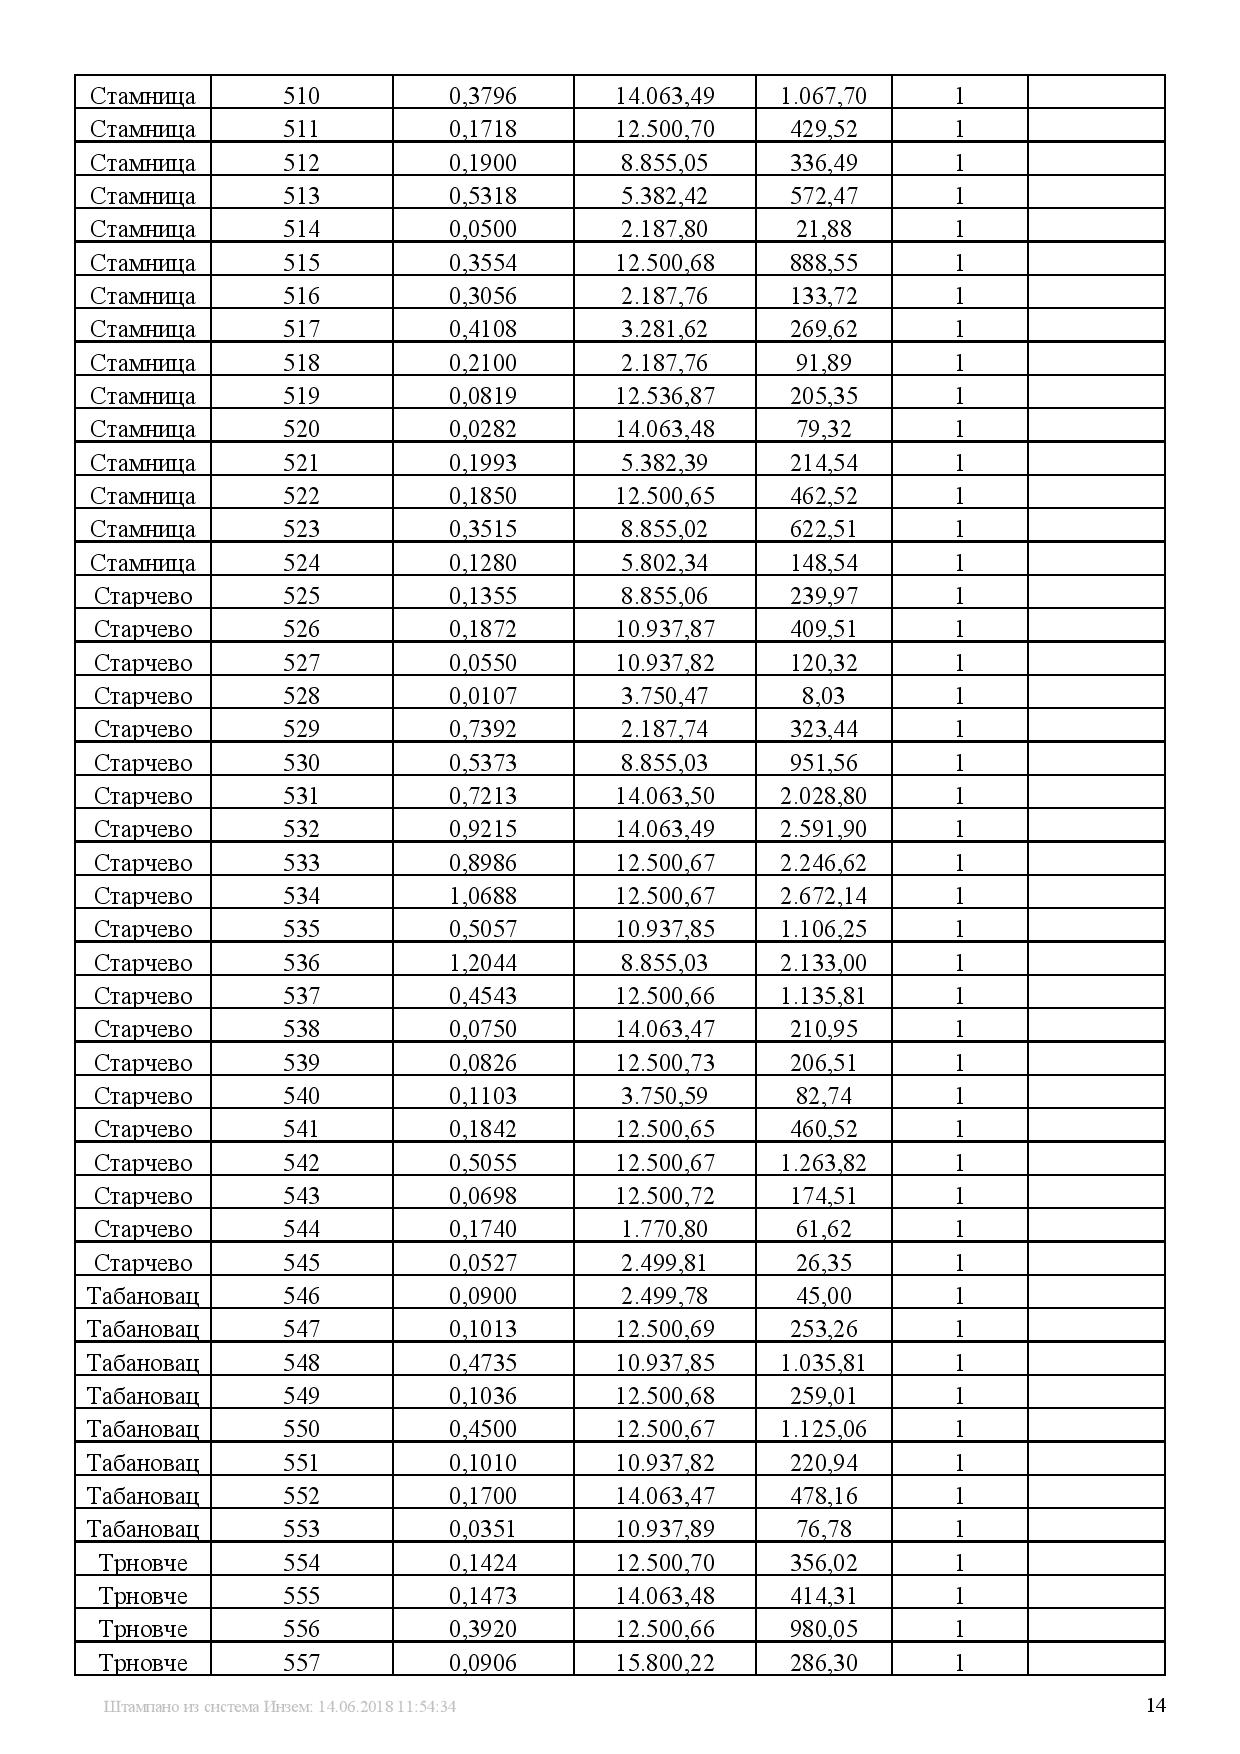 Стамница 510 0,3796 14.063,49 1.067,70 1
Стамница 511 0,1718 12.500,70 429,52 1
Стамница 512 0,1900 8.855,05 336,49 1
Стамница 513 0,5318 5.382,42 572,47 1
Стамница 514 0,0500 2.187,80 21,88 1
Стамница 515 0,3554 12.500,68 888,55 1
Стамница 516 0,3056 2.187,76 133,72 1
Стамница 517 0,4108 3.281,62 269,62 1
Стамница 518 0,2100 2.187,76 91,89 1
Стамница 519 0,0819 12.536,87 205,35 1
Стамница 520 0,0282 14.063,48 79,32 1
Стамница 521 0,1993 5.382,39 214,54 1
Стамница 522 0,1850 12.500,65 462,52 1
Стамница 523 0,3515 8.855,02 622,51 1
Стамница 524 0,1280 5.802,34 148,54 1
Старчево 525 0,1355 8.855,06 239,97 1
Старчево 526 0,1872 10.937,87 409,51 1
Старчево 527 0,0550 10.937,82 120,32 1
Старчево 528 0,0107 3.750,47 8,03 1
Старчево 529 0,7392 2.187,74 323,44 1
Старчево 530 0,5373 8.855,03 951,56 1
Старчево 531 0,7213 14.063,50 2.028,80 1
Старчево 532 0,9215 14.063,49 2.591,90 1
Старчево 533 0,8986 12.500,67 2.246,62 1
Старчево 534 1,0688 12.500,67 2.672,14 1
Старчево 535 0,5057 10.937,85 1.106,25 1
Старчево 536 1,2044 8.855,03 2.133,00 1
Старчево 537 0,4543 12.500,66 1.135,81 1
Старчево 538 0,0750 14.063,47 210,95 1
Старчево 539 0,0826 12.500,73 206,51 1
Старчево 540 0,1103 3.750,59 82,74 1
Старчево 541 0,1842 12.500,65 460,52 1
Старчево 542 0,5055 12.500,67 1.263,82 1
Старчево 543 0,0698 12.500,72 174,51 1
Старчево 544 0,1740 1.770,80 61,62 1
Старчево 545 0,0527 2.499,81 26,35 1
Табановац 546 0,0900 2.499,78 45,00 1
Табановац 547 0,1013 12.500,69 253,26 1
Табановац 548 0,4735 10.937,85 1.035,81 1
Табановац 549 0,1036 12.500,68 259,01 1
Табановац 550 0,4500 12.500,67 1.125,06 1
Табановац 551 0,1010 10.937,82 220,94 1
Табановац 552 0,1700 14.063,47 478,16 1
Табановац 553 0,0351 10.937,89 76,78 1
Трновче 554 0,1424 12.500,70 356,02 1
Трновче 555 0,1473 14.063,48 414,31 1
Трновче 556 0,3920 12.500,66 980,05 1
Трновче 557 0,0906 15.800,22 286,30 1
Штампано из система Инзем: 14.06.2018 11:54:34 14